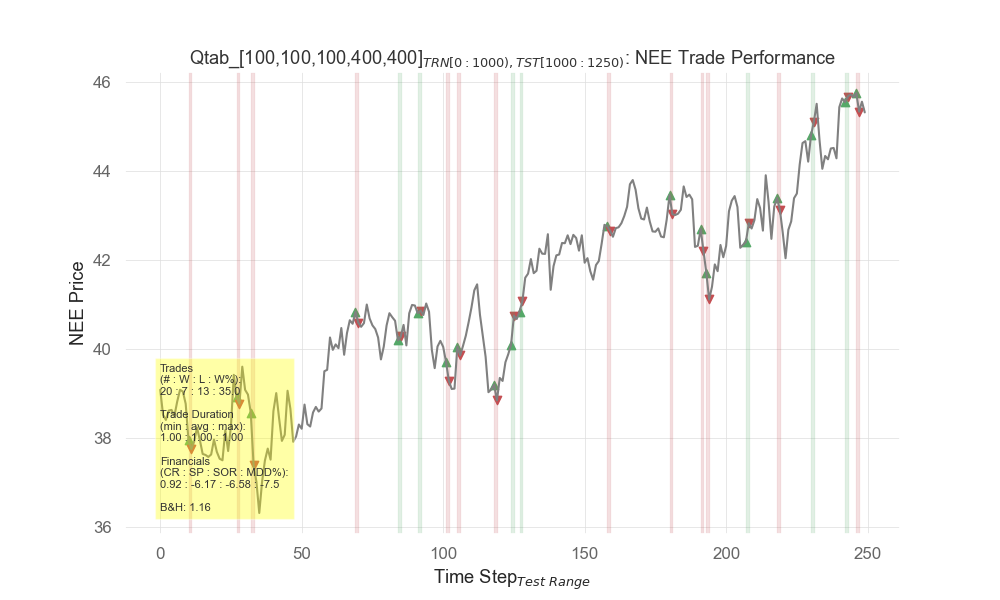 Qtab_[100,100,100,400,400]TRN[0:1000),TST[1000:1250): NEE Trade Performance
46
44
42
40
38
36
NEE Price
Trades
(# : W : L : W%):
20 : 7 : 13 : 35.0
Trade Duration
(min : avg : max):
1.00 : 1.00 : 1.00
Financials
(CR : SP : SOR : MDD%):
0.92 : -6.17 : -6.58 : -7.5
B&H: 1.16
0 50 100 150 200 250
Time StepTest Range